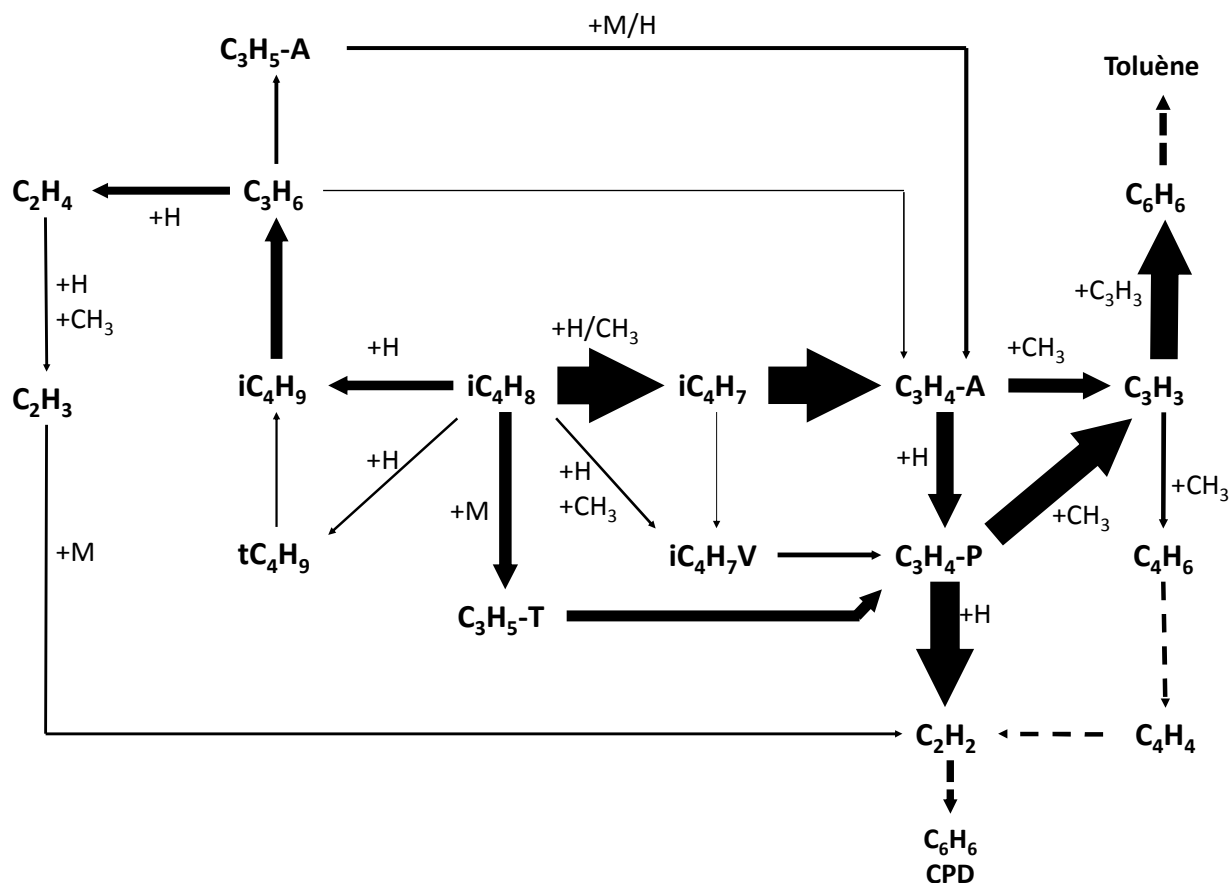 +M/H
C₃H₅-A
Toluène
C₂H₄
C₃H₆
C₆H₆
+H
+H
+CH₃
+C₃H₃
+H/CH₃
+H
+CH₃
C₂H₃
iC₄H₉
iC₄H₈
iC₄H₇
C₃H₄-A
C₃H₃
+H
+H
+CH₃
+H
+CH₃
+M
+CH₃
+M
tC₄H₉
iC₄H₇V
C₃H₄-P
C₄H₆
C₃H₅-T
+H
C₂H₂
C₄H₄
C₆H₆
CPD